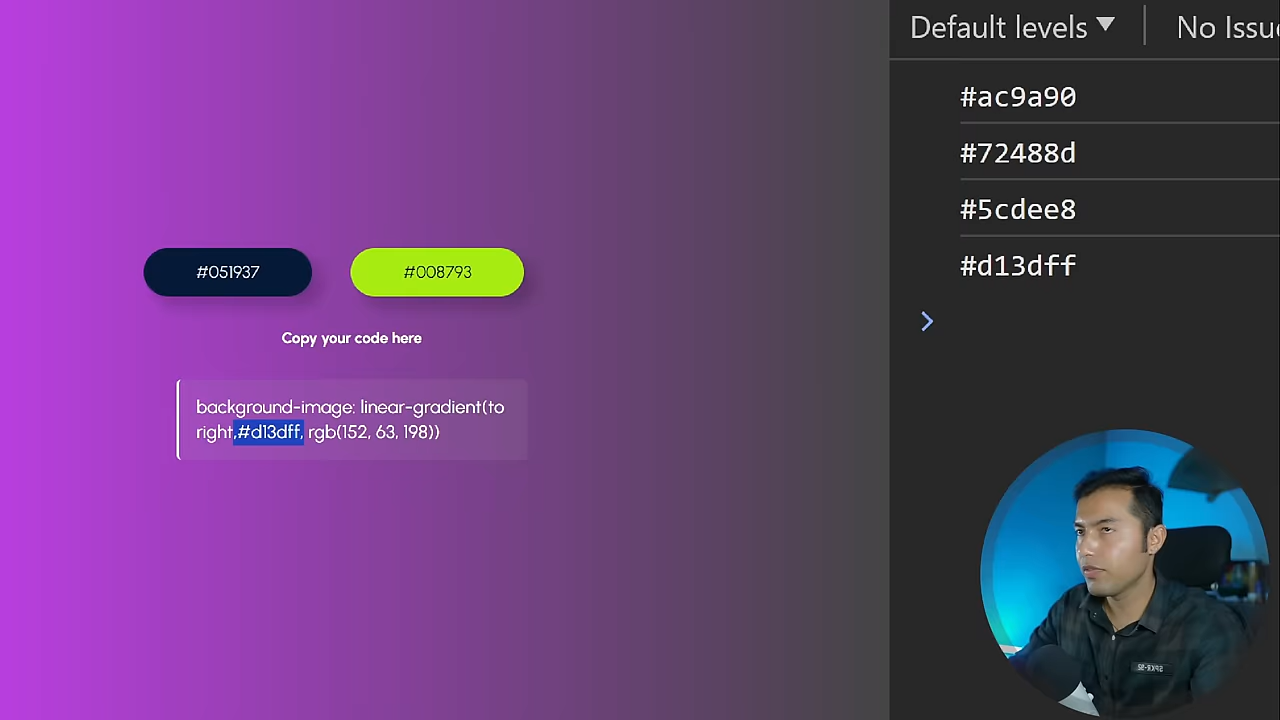 Default levels
No Issu
#ac9a90
#72488d
#5cdee8
#d13dff
#051937
#008793
Copy your code here
background-image: linear-gradient(to
right,#d13dff, rgb(152, 63, 198))